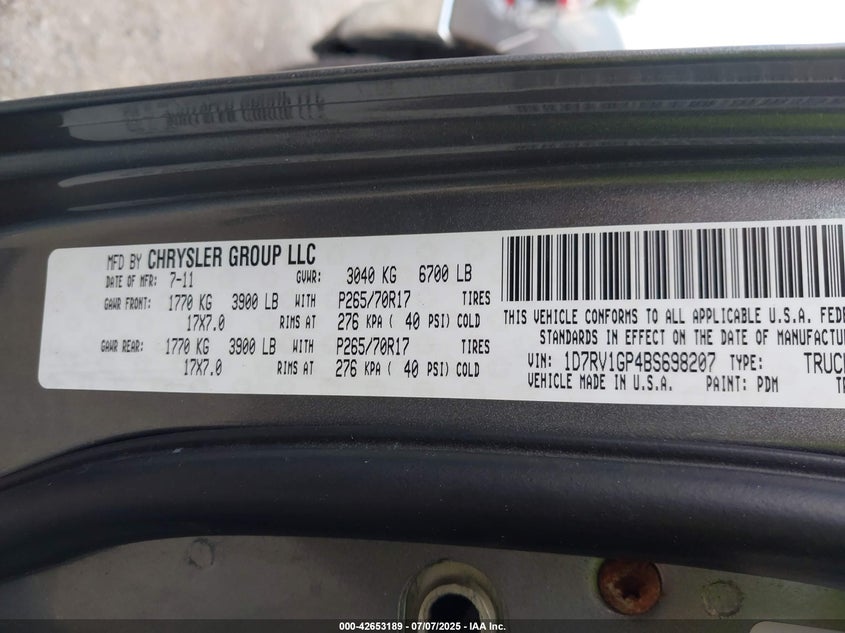 MFD BY CHRYSLER GROUP LLC
DATE OF MFR: 7-11 GVWR: 3040 KG 6700 LB
GAWR FRONT: 1770 KG 3900 LB WITH P265/70R17 TIRES
17X7.0 RIMS AT 276 KPA ( 40 PSI) COLD
GAWR REAR: 1770 KG 3900 LB WITH P265/70R17 TIRES
17X7.0 RIMS AT 276 KPA ( 40 PSI) COLD
THIS VEHICLE CONFORMS TO ALL APPLICABLE U.S.A. FEDE
STANDARDS IN EFFECT ON THE DATE OF MANUFACTUR
VIN: 1D7RV1GP4BS698207 TYPE: TRUCK
VEHICLE MADE IN U.S.A. PAINT: PDM TR
000-42653189 - 07/07/2025 - IAA Inc.